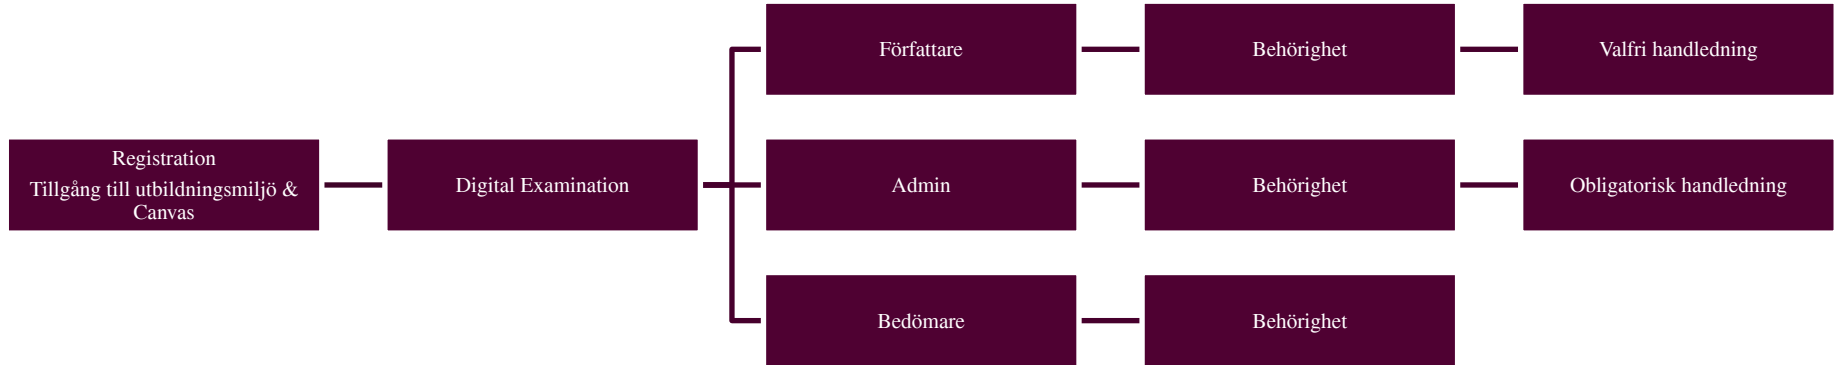 Författare
Behörighet
Valfri handledning
Registration
Tillgång till utbildningsmiljö &
Canvas
Digital Examination
Admin
Behörighet
Obligatorisk handledning
Bedömare
Behörighet